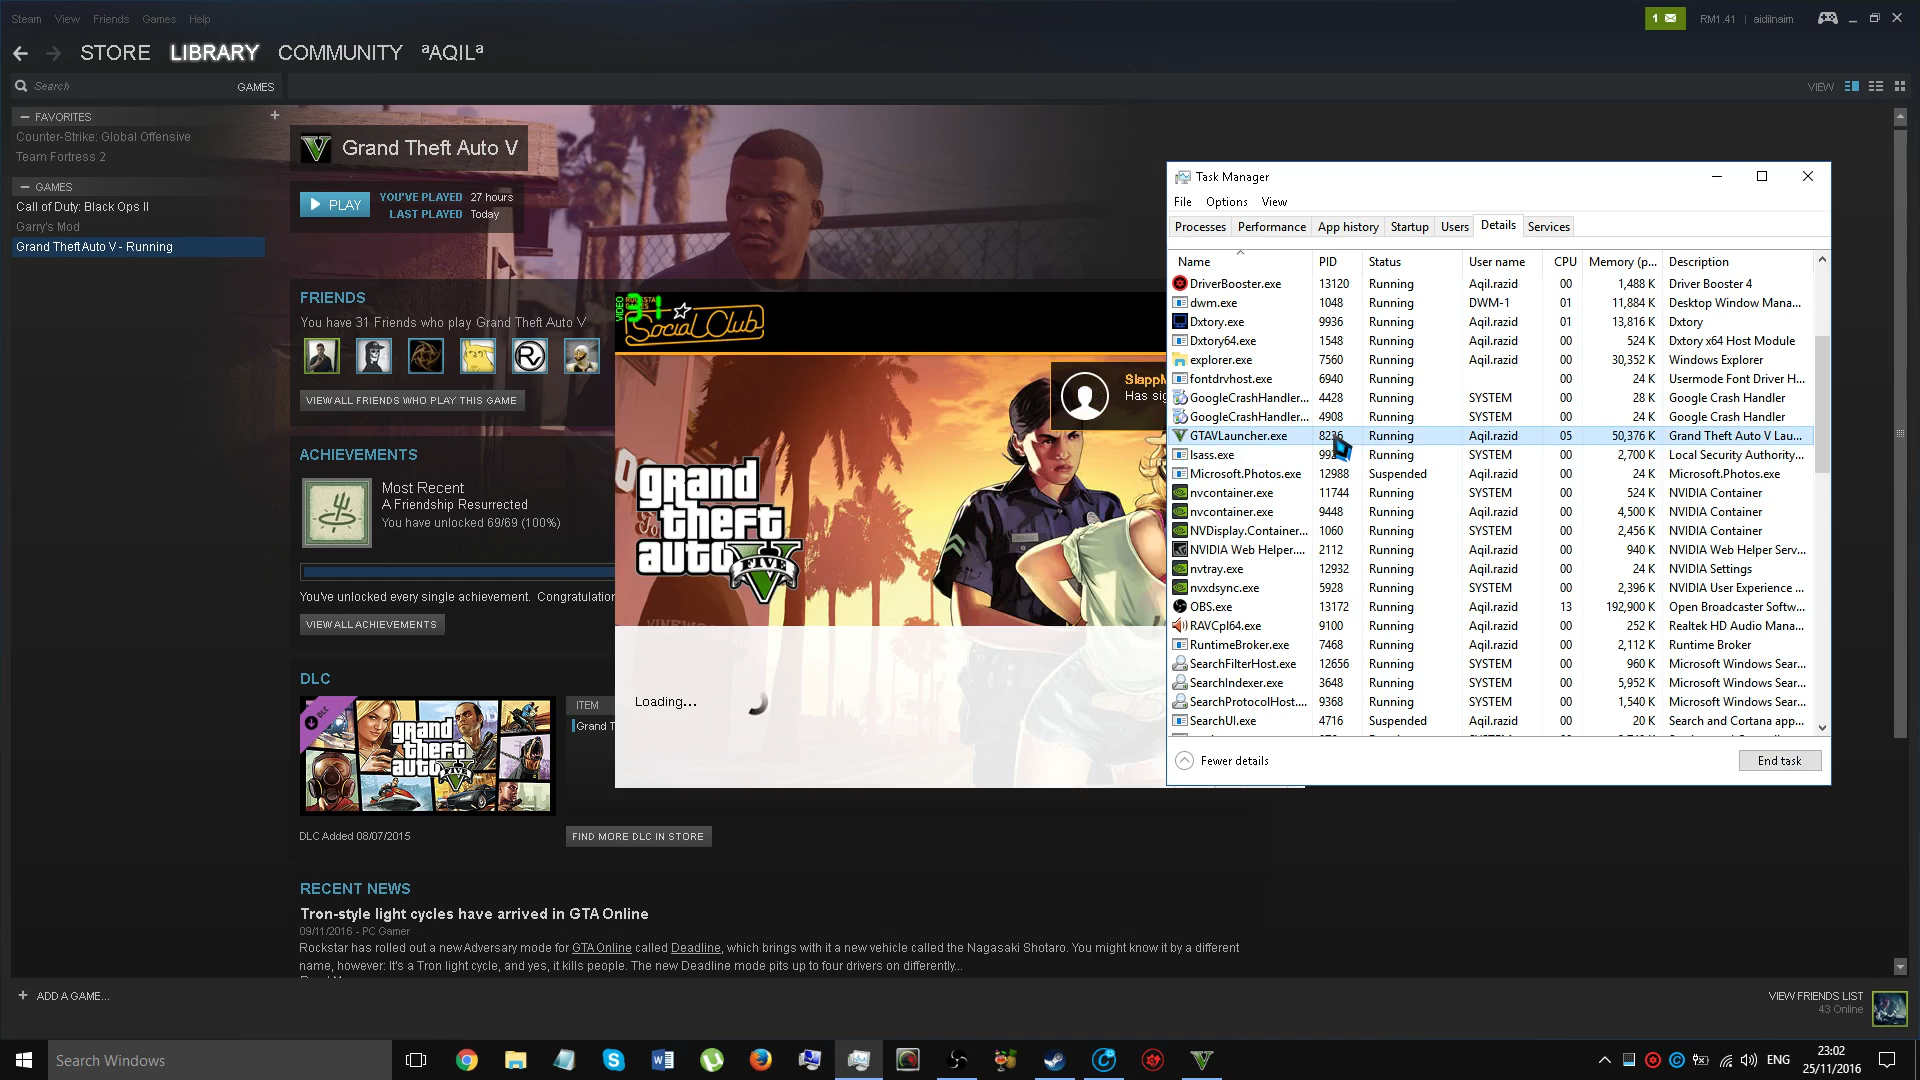 Steam View Friends Games Help
1 RM1.41 | aidilnaim
STORE LIBRARY COMMUNITY ªAQILª
Search GAMES VIEW
FAVORITES
Counter-Strike: Global Offensive
Team Fortress 2
GAMES
Call of Duty: Black Ops II
Garry's Mod
Grand Theft Auto V - Running
Grand Theft Auto V
PLAY
YOU'VE PLAYED 27 hours
LAST PLAYED Today
FRIENDS
You have 31 Friends who play Grand Theft Auto V
VIEW ALL FRIENDS WHO PLAY THIS GAME
ACHIEVEMENTS
Most Recent
A Friendship Resurrected
You have unlocked 69/69 (100%)
You've unlocked every single achievement. Congratulation
VIEW ALL ACHIEVEMENTS
DLC
DLC
grand theft auto V FIVE
ITEM
Grand T
DLC Added 08/07/2015
FIND MORE DLC IN STORE
RECENT NEWS
Tron-style light cycles have arrived in GTA Online
09/11/2016 - PC Gamer
Rockstar has rolled out a new Adversary mode for GTA Online called Deadline, which brings with it a new vehicle called the Nagasaki Shotaro. You might know it by a different
name, however: It's a Tron light cycle, and yes, it kills people. The new Deadline mode pits up to four drivers on differently...
+ ADD A GAME...
VIEW FRIENDS LIST
43 Online
VIDEO
31
Social Club
SlappM
Has sig
grand
theft
auto V
FIVE
Loading...
Task Manager
File Options View
Processes Performance App history Startup Users Details Services
Name PID Status User name CPU Memory (p... Description
DriverBooster.exe 13120 Running Aqil.razid 00 1,488 K Driver Booster 4
dwm.exe 1048 Running DWM-1 01 11,884 K Desktop Window Mana...
Dxtory.exe 9936 Running Aqil.razid 01 13,816 K Dxtory
Dxtory64.exe 1548 Running Aqil.razid 00 524 K Dxtory x64 Host Module
explorer.exe 7560 Running Aqil.razid 00 30,352 K Windows Explorer
fontdrvhost.exe 6940 Running 00 24 K Usermode Font Driver H...
GoogleCrashHandler... 4428 Running SYSTEM 00 28 K Google Crash Handler
GoogleCrashHandler... 4908 Running SYSTEM 00 24 K Google Crash Handler
GTAVLauncher.exe Running Aqil.razid 05 50,376 K Grand Theft Auto V Lau...
lsass.exe Running SYSTEM 00 2,700 K Local Security Authority...
Microsoft.Photos.exe 12988 Suspended Aqil.razid 00 24 K Microsoft.Photos.exe
nvcontainer.exe 11744 Running SYSTEM 00 524 K NVIDIA Container
nvcontainer.exe 9448 Running SYSTEM 00 4,500 K NVIDIA Container
NVDisplay.Container... 1060 Running SYSTEM 00 2,456 K NVIDIA Container
NVIDIA Web Helper.... 2112 Running Aqil.razid 00 940 K NVIDIA Web Helper Serv...
nvtray.exe 12932 Running Aqil.razid 00 24 K NVIDIA Settings
nvxdsync.exe 5928 Running SYSTEM 00 2,396 K NVIDIA User Experience ...
OBS.exe 13172 Running Aqil.razid 13 192,900 K Open Broadcaster Softw...
RAVCpl64.exe 9100 Running Aqil.razid 00 252 K Realtek HD Audio Mana...
RuntimeBroker.exe 7468 Running Aqil.razid 00 2,112 K Runtime Broker
SearchFilterHost.exe 12656 Running SYSTEM 00 960 K Microsoft Windows Sear...
SearchIndexer.exe 3648 Running SYSTEM 00 5,952 K Microsoft Windows Sear...
SearchProtocolHost.... 9368 Running SYSTEM 00 1,540 K Microsoft Windows Sear...
SearchUI.exe 4716 Suspended Aqil.razid 00 20 K Search and Cortana app...
Fewer details End task
Search Windows
ENG
23:02
25/11/2016